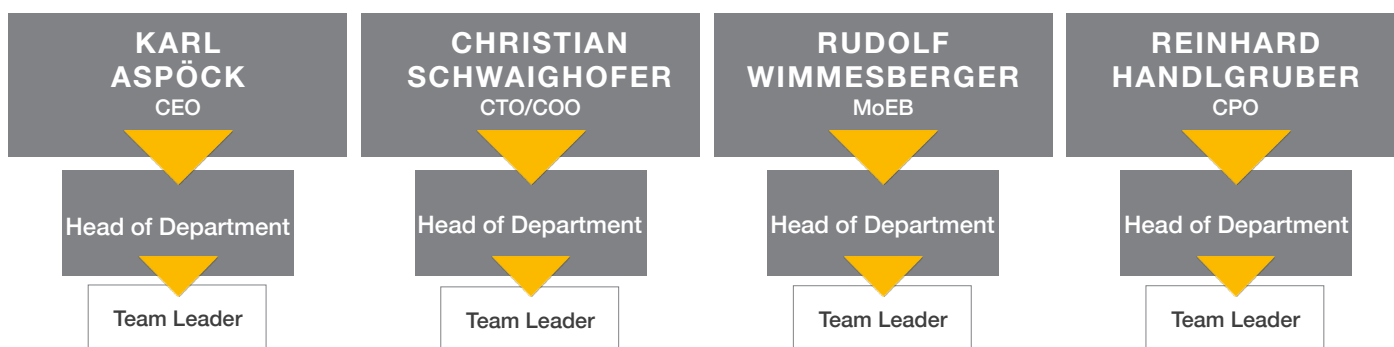 KARL
ASPÖCK
CEO
CHRISTIAN
SCHWAIGHOFER
CTO/COO
RUDOLF
WIMMESBERGER
MoEB
REINHARD
HANDLGRUBER
CPO
Head of Department
Head of Department
Head of Department
Head of Department
Team Leader
Team Leader
Team Leader
Team Leader